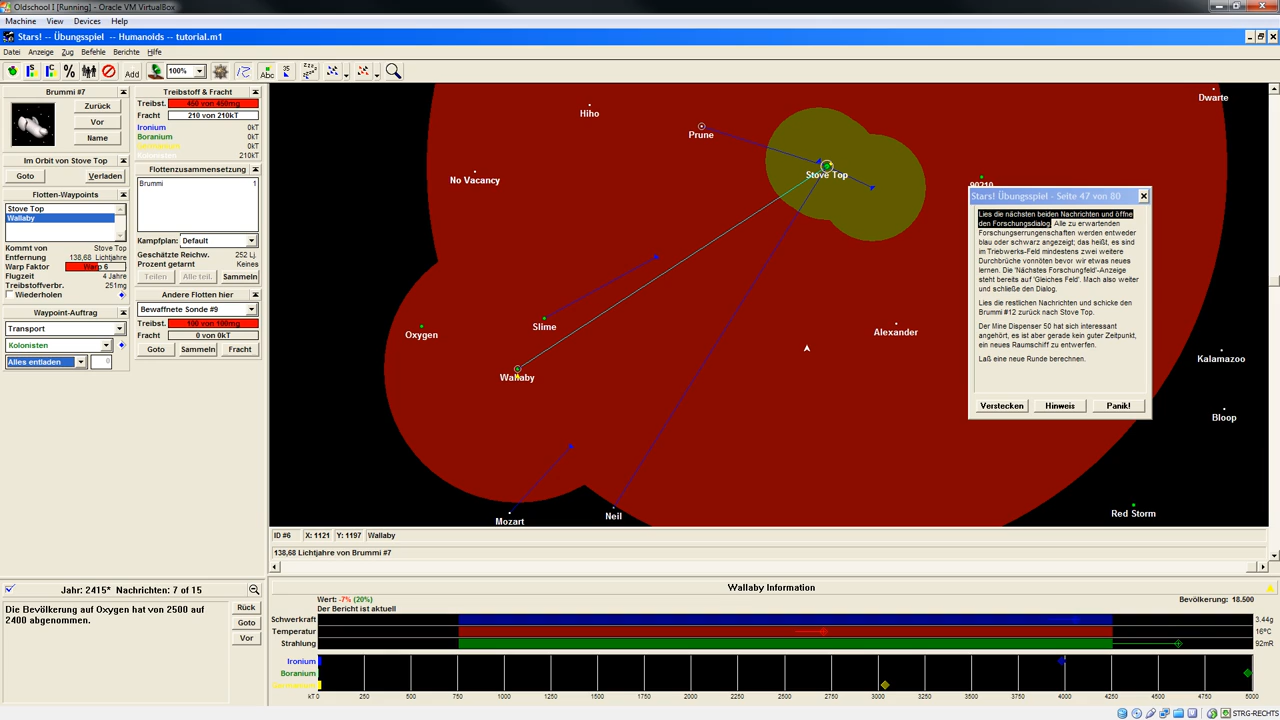 Oldschool I [Running] - Oracle VM VirtualBox
Machine View Devices Help
Stars! -- Übungsspiel -- Humanoids -- tutorial.m1
Datei Anzeige Zug Befehle Berichte Hilfe
Add
100%
Abc
35
Brummi #7
Zurück
Vor
Name
Im Orbit von Stove Top
Goto Verladen
Flotten-Waypoints
Stove Top
Wallaby
Kommt von Stove Top
Entfernung 138,68 Lichtjahre
Warp Faktor Warp 6
Flugzeit 4 Jahre
Treibstoffverbr. 251mg
Wiederholen
Waypoint-Auftrag
Transport
Kolonisten
Alles entladen 0
Treibstoff & Fracht
Treibst. 450 von 450mg
Fracht 210 von 210kT
Ironium 0kT
Boranium 0kT
0kT
Kolonisten 210kT
Flottenzusammensetzung
Brummi 1
Kampfplan: Default
Geschätzte Reichw. 252 Lj.
Prozent getarnt Keines
Teilen Alle teil. Sammeln
Andere Flotten hier
Bewaffnete Sonde #9
Treibst. 100 von 100mg
Fracht 0 von 0kT
Goto Sammeln Fracht
Hiho
Dwarte
Prune
Stove Top
No Vacancy
90210
Slime
Oxygen
Alexander
Kalamazoo
Wallaby
Bloop
Mozart
Neil
Red Storm
Stars! Übungsspiel - Seite 47 von 80
Lies die nächsten beiden Nachrichten und öffne
den Forschungsdialog. Alle zu erwartenden
Forschungserrungenschaften werden entweder
blau oder schwarz angezeigt; das heißt, es sind
im Triebwerks-Feld mindestens zwei weitere
Durchbrüche vonnöten bevor wir etwas neues
lernen. Die 'Nächstes Forschungfeld'-Anzeige
steht bereits auf 'Gleiches Feld'. Mach also weiter
und schließe den Dialog.
Lies die restlichen Nachrichten und schicke den
Brummi #12 zurück nach Stove Top.
Der Mine Dispenser 50 hat sich interessant
angehört, es ist aber gerade kein guter Zeitpunkt,
ein neues Raumschiff zu entwerfen.
Laß eine neue Runde berechnen.
Verstecken Hinweis Panik!
ID #6 X: 1121 Y: 1197 Wallaby
138,68 Lichtjahre von Brummi #7
Jahr: 2415* Nachrichten: 7 of 15
Die Bevölkerung auf Oxygen hat von 2500 auf
2400 abgenommen.
Rück
Goto
Vor
Wallaby Information
Wert: -7% (20%) Bevölkerung: 18.500
Der Bericht ist aktuell
Schwerkraft 3.44g
Temperatur 16ºC
Strahlung 92mR
Ironium
Boranium
kT 0 250 500 750 1000 1250 1500 1750 2000 2250 2500 2750 3000 3250 3500 3750 4000 4250 4500 4750 5000
STRG-RECHTS